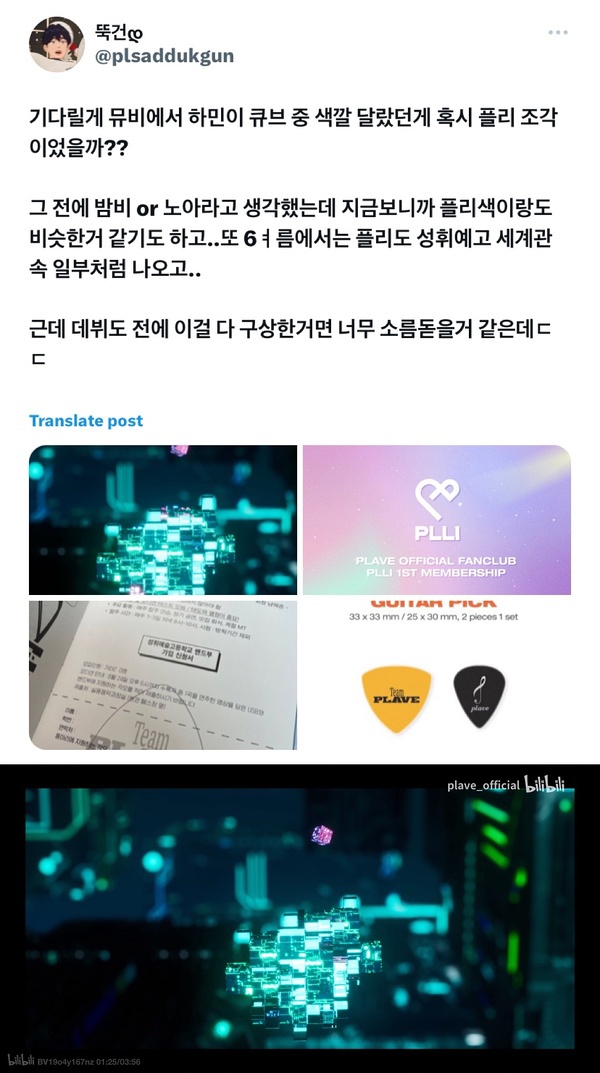 뚝건
@plsaddukgun
기다릴게 뮤비에서 하민이 큐브 중 색깔 달랐던게 혹시 플리 조각
이었을까??
그 전에 밤비 or 노아라고 생각했는데 지금보니까 플리색이랑도
비슷한거 같기도 하고..또 6ㅕ름에서는 플리도 성휘예고 세계관
속 일부처럼 나오고..
근데 데뷔도 전에 이걸 다 구상한거면 너무 소름돋을거 같은데ㄷ
ㄷ
Translate post
PLLI
PLAVE OFFICIAL FANCLUB
PLLI 1ST MEMBERSHIP
성휘예술고등학교 밴드부
가입 신청서
이름 :
학번 :
연락처 :
Team
GUITAR PICK
33 x 33 mm / 25 x 30 mm, 2 pieces 1 set
Team
PLAVE
plave
plave_official bilibili
bilibili BV19o4y167nz 01:25/03:56